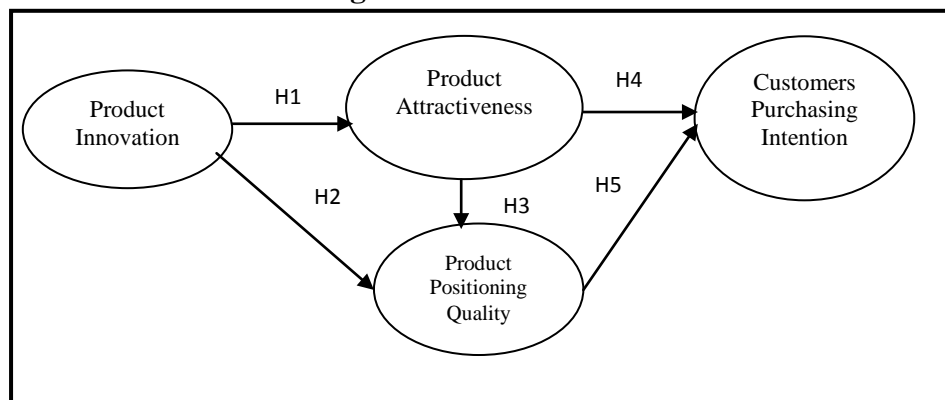 Product
Innovation
H1
Product
Attractiveness
H4
Customers
Purchasing
Intention
H2
H3
H5
Product
Positioning
Quality